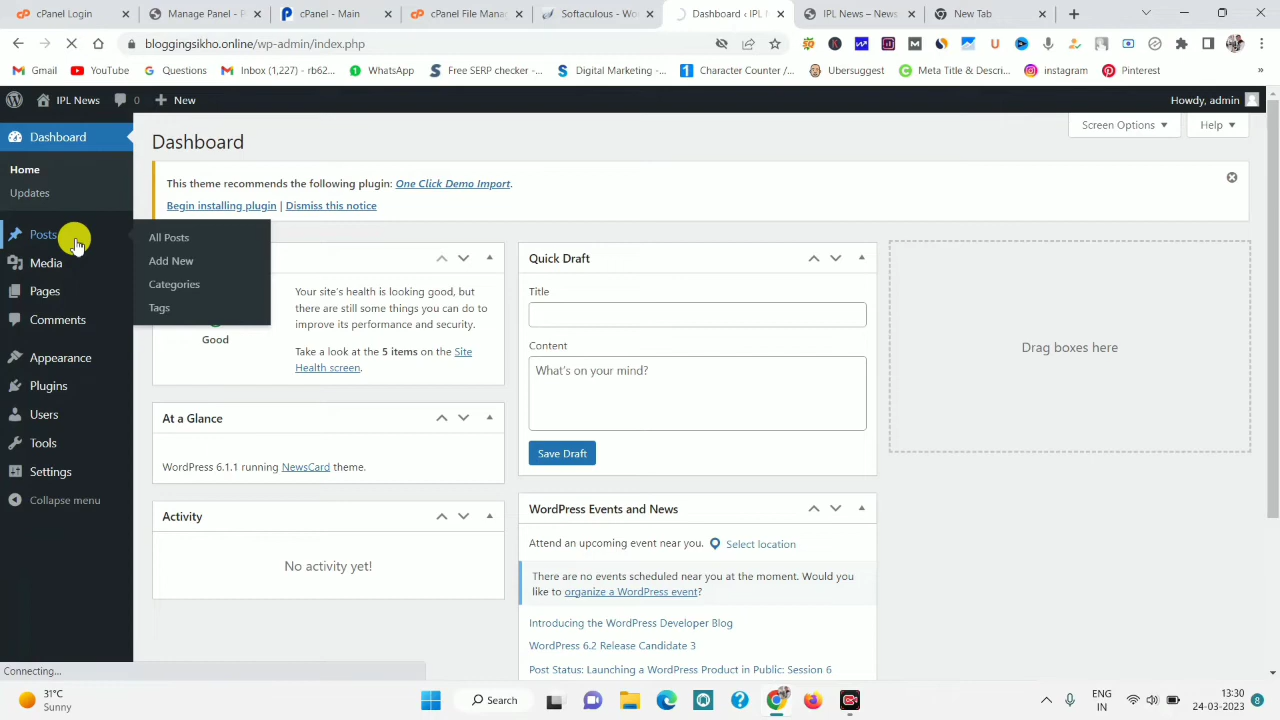 cPanel Login
Manage Panel - P
cPanel - Main
cPanel File Mana
Softaculous - Wo
Dashboard ‹ IPL N
IPL News – News
New Tab
bloggingsikho.online/wp-admin/index.php
Gmail
YouTube
Questions
Inbox (1,227) - rb62...
WhatsApp
Free SERP checker -...
Digital Marketing -...
Character Counter /...
Ubersuggest
Meta Title & Descri...
instagram
Pinterest
»
IPL News
0
New
Howdy, admin
Dashboard
Home
Updates
Posts
Media
Pages
Comments
Appearance
Plugins
Users
Tools
Settings
Collapse menu
All Posts
Add New
Categories
Tags
Dashboard
Screen Options
Help
This theme recommends the following plugin: One Click Demo Import.
Begin installing plugin | Dismiss this notice
Good
Your site's health is looking good, but
there are still some things you can do to
improve its performance and security.
Take a look at the 5 items on the Site
Health screen.
At a Glance
WordPress 6.1.1 running NewsCard theme.
Activity
No activity yet!
Quick Draft
Title
Content
What's on your mind?
Save Draft
WordPress Events and News
Attend an upcoming event near you. Select location
There are no events scheduled near you at the moment. Would you
like to organize a WordPress event?
Introducing the WordPress Developer Blog
WordPress 6.2 Release Candidate 3
Post Status: Launching a WordPress Product in Public: Session 6
Drag boxes here
Connecting...
31°C
Sunny
Search
ENG
IN
13:30
24-03-2023
8